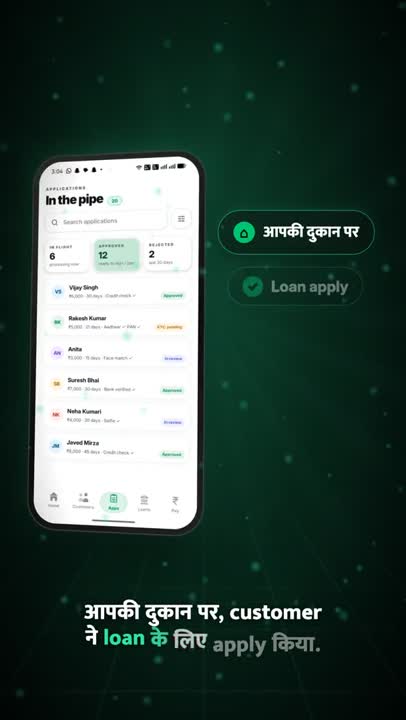 3:04
APPLICATIONS
In the pipe 20
Search applications
IN FLIGHT
6
processing now
APPROVED
12
REJECTED
2
last 30 days
VS Vijay Singh
₹6,000 · 30 days · Credit check ✓ Approved
RK Rakesh Kumar
₹5,000 · 21 days · Aadhaar ✓ PAN ✓ KYC pending
AN Anita
₹3,000 · 15 days · Face match ✓ In review
SB Suresh Bhai
₹7,000 · 30 days · Bank verified ✓ Approved
NK Neha Kumari
₹4,000 · 30 days · Selfie ✓ In review
JM Javed Mirza
₹8,000 · 45 days · Credit check ✓ Approved
Home Customers Apps Loans Pay
आपकी दुकान पर
Loan apply
आपकी दुकान पर, customer
ने loan के लिए apply किया.